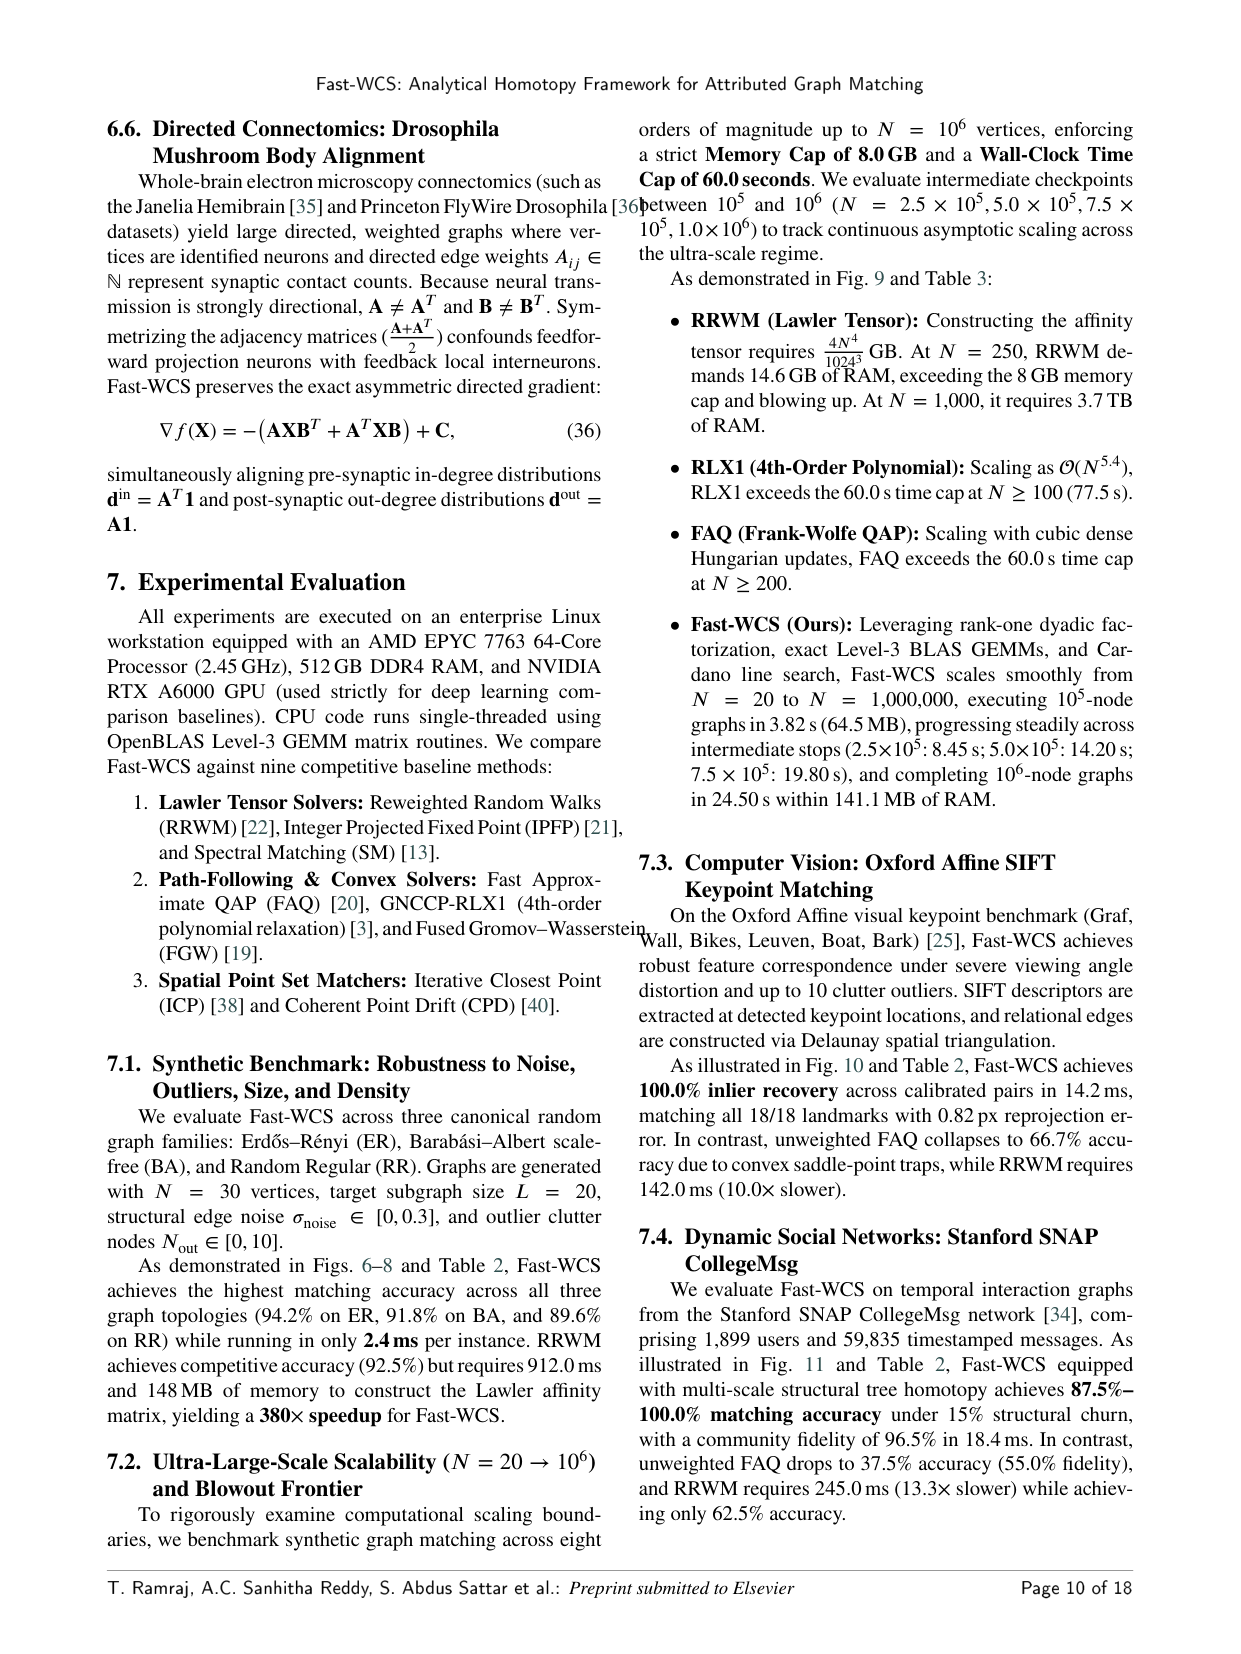 Fast-WCS: Analytical Homotopy Framework for Attributed Graph Matching
6.6. Directed Connectomics: Drosophila
Mushroom Body Alignment
Whole-brain electron microscopy connectomics (such as
the Janelia Hemibrain [35] and Princeton FlyWire Drosophila [36]
datasets) yield large directed, weighted graphs where ver-
tices are identified neurons and directed edge weights A_{ij} ∈
ℕ represent synaptic contact counts. Because neural trans-
mission is strongly directional, A ≠ A^T and B ≠ B^T. Sym-
metrizing the adjacency matrices (\frac{A+A^T}{2}) confounds feedfor-
ward projection neurons with feedback local interneurons.
Fast-WCS preserves the exact asymmetric directed gradient:
∇f(X) = −(AXB^T + A^T XB) + C, (36)
simultaneously aligning pre-synaptic in-degree distributions
d^{in} = A^T 1 and post-synaptic out-degree distributions d^{out} =
A1.
7. Experimental Evaluation
All experiments are executed on an enterprise Linux
workstation equipped with an AMD EPYC 7763 64-Core
Processor (2.45 GHz), 512 GB DDR4 RAM, and NVIDIA
RTX A6000 GPU (used strictly for deep learning com-
parison baselines). CPU code runs single-threaded using
OpenBLAS Level-3 GEMM matrix routines. We compare
Fast-WCS against nine competitive baseline methods:
1. Lawler Tensor Solvers: Reweighted Random Walks
(RRWM) [22], Integer Projected Fixed Point (IPFP) [21],
and Spectral Matching (SM) [13].
2. Path-Following & Convex Solvers: Fast Approx-
imate QAP (FAQ) [20], GNCCP-RLX1 (4th-order
polynomial relaxation) [3], and Fused Gromov–Wasserstein
(FGW) [19].
3. Spatial Point Set Matchers: Iterative Closest Point
(ICP) [38] and Coherent Point Drift (CPD) [40].
7.1. Synthetic Benchmark: Robustness to Noise,
Outliers, Size, and Density
We evaluate Fast-WCS across three canonical random
graph families: Erdős–Rényi (ER), Barabási–Albert scale-
free (BA), and Random Regular (RR). Graphs are generated
with N = 30 vertices, target subgraph size L = 20,
structural edge noise σ_{noise} ∈ [0, 0.3], and outlier clutter
nodes N_{out} ∈ [0, 10].
As demonstrated in Figs. 6–8 and Table 2, Fast-WCS
achieves the highest matching accuracy across all three
graph topologies (94.2% on ER, 91.8% on BA, and 89.6%
on RR) while running in only 2.4 ms per instance. RRWM
achieves competitive accuracy (92.5%) but requires 912.0 ms
and 148 MB of memory to construct the Lawler affinity
matrix, yielding a 380× speedup for Fast-WCS.
7.2. Ultra-Large-Scale Scalability (N = 20 → 10^6)
and Blowout Frontier
To rigorously examine computational scaling bound-
aries, we benchmark synthetic graph matching across eight
orders of magnitude up to N = 10^6 vertices, enforcing
a strict Memory Cap of 8.0 GB and a Wall-Clock Time
Cap of 60.0 seconds. We evaluate intermediate checkpoints
between 10^5 and 10^6 (N = 2.5 × 10^5, 5.0 × 10^5, 7.5 ×
10^5, 1.0×10^6) to track continuous asymptotic scaling across
the ultra-scale regime.
As demonstrated in Fig. 9 and Table 3:
• RRWM (Lawler Tensor): Constructing the affinity
tensor requires \frac{4N^4}{1024^3} GB. At N = 250, RRWM de-
mands 14.6 GB of RAM, exceeding the 8 GB memory
cap and blowing up. At N = 1,000, it requires 3.7 TB
of RAM.
• RLX1 (4th-Order Polynomial): Scaling as 𝒪(N^{5.4}),
RLX1 exceeds the 60.0 s time cap at N ≥ 100 (77.5 s).
• FAQ (Frank-Wolfe QAP): Scaling with cubic dense
Hungarian updates, FAQ exceeds the 60.0 s time cap
at N ≥ 200.
• Fast-WCS (Ours): Leveraging rank-one dyadic fac-
torization, exact Level-3 BLAS GEMMs, and Car-
dano line search, Fast-WCS scales smoothly from
N = 20 to N = 1,000,000, executing 10^5-node
graphs in 3.82 s (64.5 MB), progressing steadily across
intermediate stops (2.5×10^5: 8.45 s; 5.0×10^5: 14.20 s;
7.5 × 10^5: 19.80 s), and completing 10^6-node graphs
in 24.50 s within 141.1 MB of RAM.
7.3. Computer Vision: Oxford Affine SIFT
Keypoint Matching
On the Oxford Affine visual keypoint benchmark (Graf,
Wall, Bikes, Leuven, Boat, Bark) [25], Fast-WCS achieves
robust feature correspondence under severe viewing angle
distortion and up to 10 clutter outliers. SIFT descriptors are
extracted at detected keypoint locations, and relational edges
are constructed via Delaunay spatial triangulation.
As illustrated in Fig. 10 and Table 2, Fast-WCS achieves
100.0% inlier recovery across calibrated pairs in 14.2 ms,
matching all 18/18 landmarks with 0.82 px reprojection er-
ror. In contrast, unweighted FAQ collapses to 66.7% accu-
racy due to convex saddle-point traps, while RRWM requires
142.0 ms (10.0× slower).
7.4. Dynamic Social Networks: Stanford SNAP
CollegeMsg
We evaluate Fast-WCS on temporal interaction graphs
from the Stanford SNAP CollegeMsg network [34], com-
prising 1,899 users and 59,835 timestamped messages. As
illustrated in Fig. 11 and Table 2, Fast-WCS equipped
with multi-scale structural tree homotopy achieves 87.5%–
100.0% matching accuracy under 15% structural churn,
with a community fidelity of 96.5% in 18.4 ms. In contrast,
unweighted FAQ drops to 37.5% accuracy (55.0% fidelity),
and RRWM requires 245.0 ms (13.3× slower) while achiev-
ing only 62.5% accuracy.
T. Ramraj, A.C. Sanhitha Reddy, S. Abdus Sattar et al.: Preprint submitted to Elsevier
Page 10 of 18